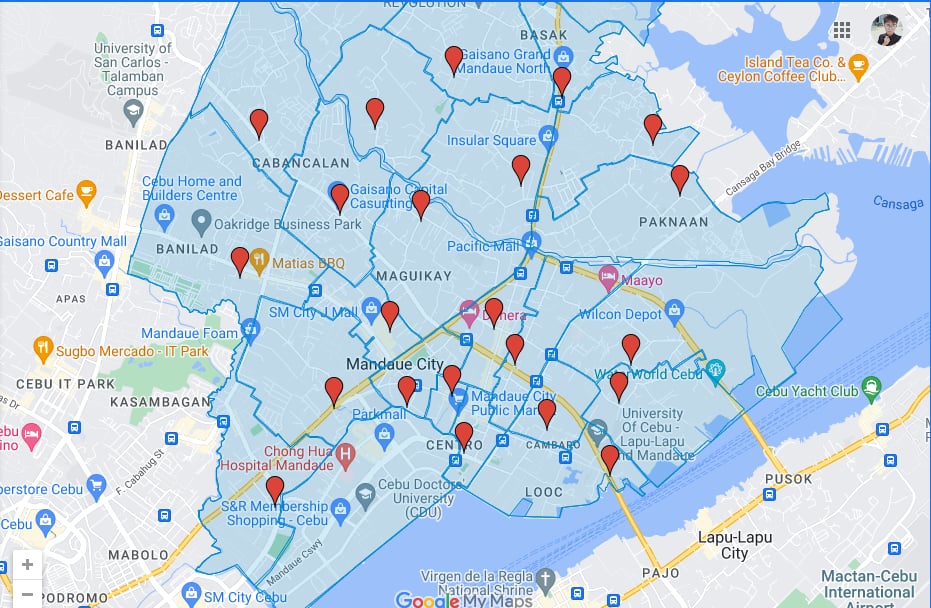 BASAK
University of
San Carlos -
Talamban
Campus
Gaisano Grand
Mandaue North
Island Tea Co. &
Ceylon Coffee Club...
BANILAD
Insular Square
CABANCALAN
Cansaga Bay Bridge
Dessert Cafe
Cebu Home and
Builders Centre
Gaisano Capital
Casuntingan
Cansaga
Oakridge Business Park
PAKNAAN
Gaisano Country Mall
BANILAD
Matias BBQ
Pacific Mall
MAGUIKAY
Maayo
APAS
SM City J Mall
Wilcon Depot
Mandaue Foam
Sugbo Mercado - IT Park
Mandaue City
WaterWorld Cebu
CEBU IT PARK
KASAMBAGAN
Cebu Yacht Club
Parkmall
Mandaue City
Public Market
University
Of Cebu -
Lapu-Lapu
and Mandaue
CENTRO
CAMBARO
Chong Hua
Hospital Mandaue
F. Cabahug St
Cebu Doctors'
University
(CDU)
LOOC
PUSOK
S&R Membership
Shopping - Cebu
Lapu-Lapu
City
MABOLO
Mandaue Cswy
PAJO
Virgen de la Regla
National Shrine
Mactan-Cebu
International
Airport
SM City Cebu
Google My Maps